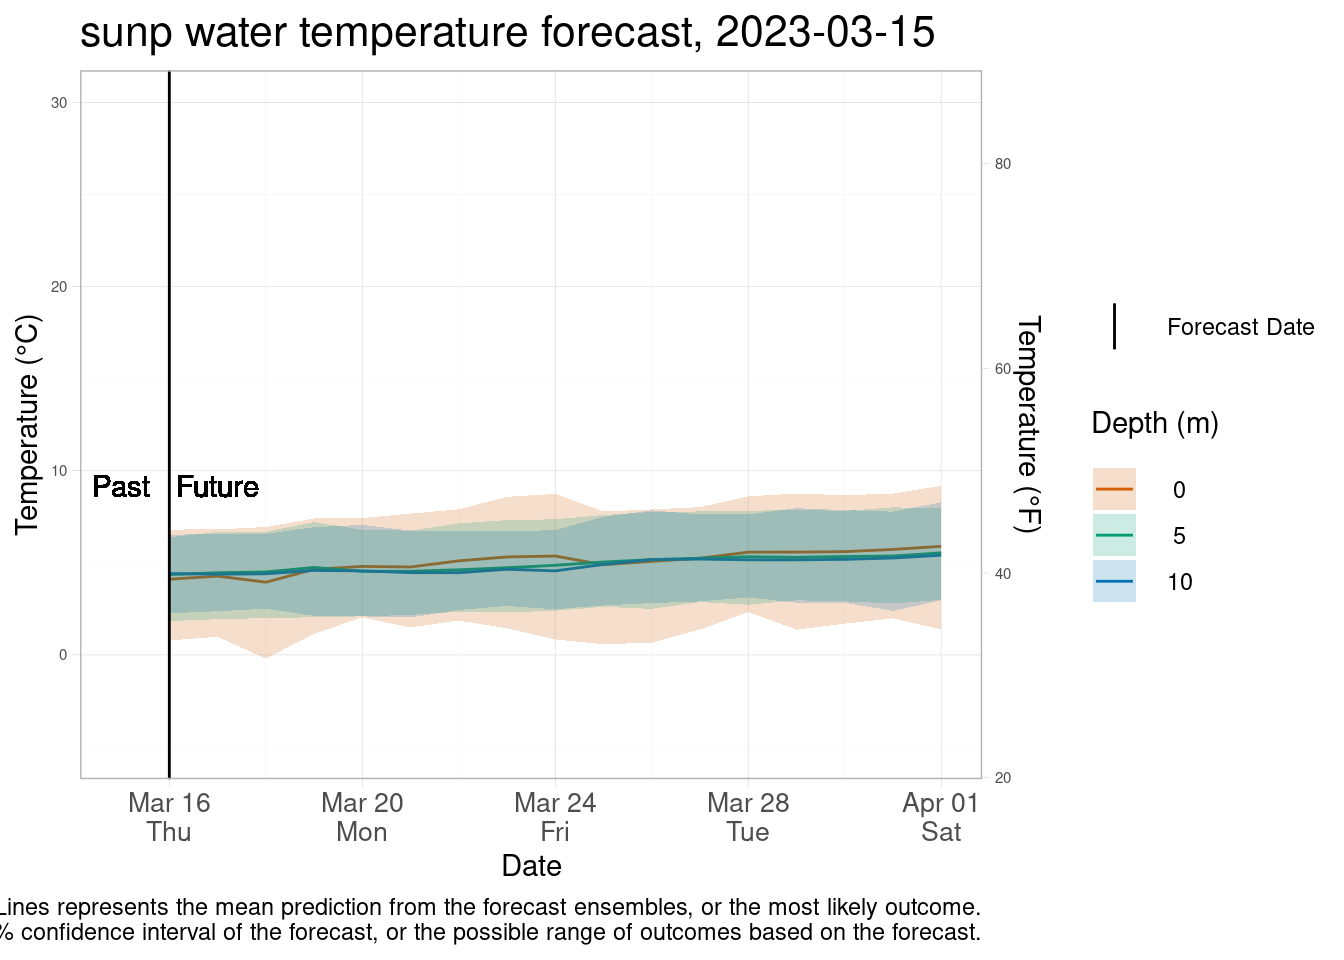 sunp water temperature forecast, 2023-03-15
30
20
10
0
Temperature (°C)
80
60
40
20
Temperature (°F)
Past
Future
Mar 16
Thu
Mar 20
Mon
Mar 24
Fri
Mar 28
Tue
Apr 01
Sat
Date
Forecast Date
Depth (m)
0
5
10
Lines represents the mean prediction from the forecast ensembles, or the most likely outcome.
% confidence interval of the forecast, or the possible range of outcomes based on the forecast.